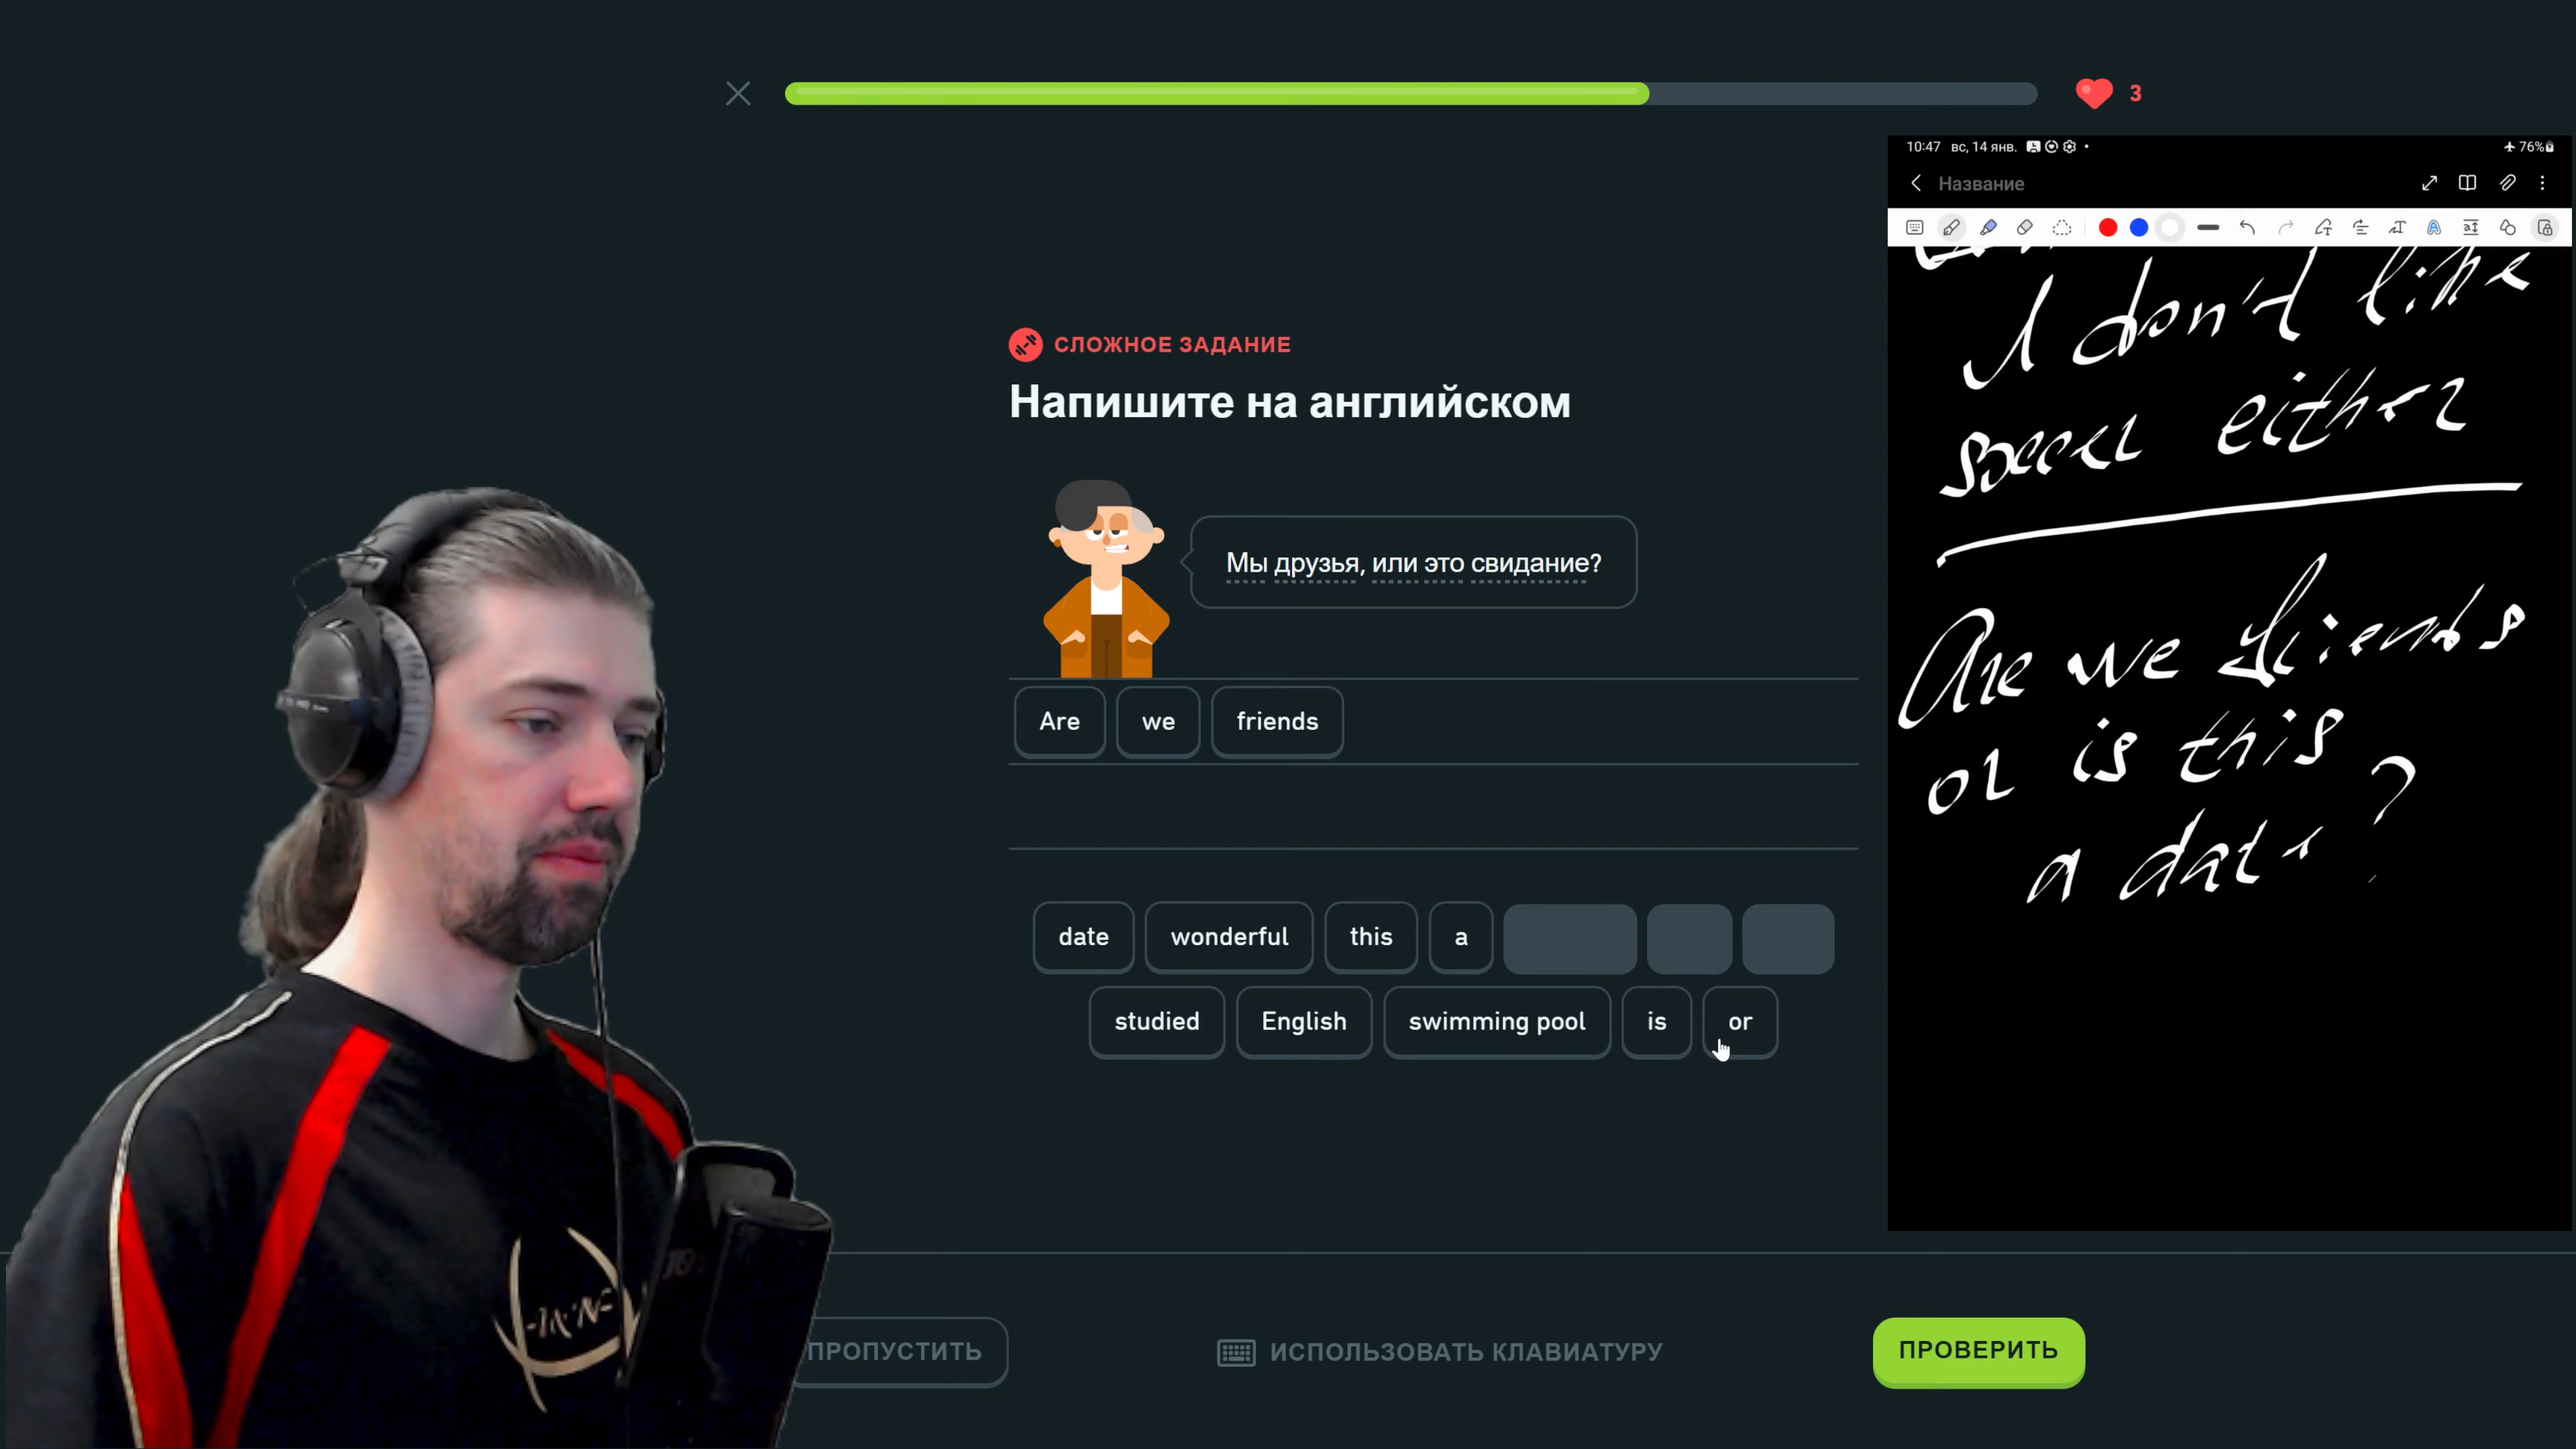 3
10:47 вс, 14 янв. 76%
Название
I don't like
soccer either
Are we friends
or is this
a date?
СЛОЖНОЕ ЗАДАНИЕ
Напишите на английском
Мы друзья, или это свидание?
Are we friends
date wonderful this a
studied English swimming pool is or
ПРОПУСТИТЬ
ИСПОЛЬЗОВАТЬ КЛАВИАТУРУ
ПРОВЕРИТЬ